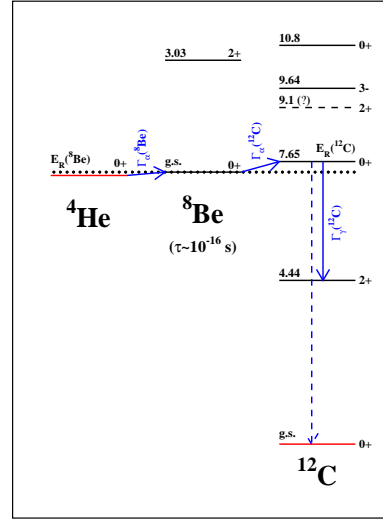 10.8 0+
3.03 2+
9.64 3-
9.1 (?) 2+
E_R(⁸Be) 0+
Γ_α(⁸Be)
g.s. 0+
Γ_α(¹²C)
7.65 E_R(¹²C) 0+
⁴He
⁸Be
(τ~10⁻¹⁶ s)
Γ_γ(¹²C)
4.44 2+
g.s. 0+
¹²C